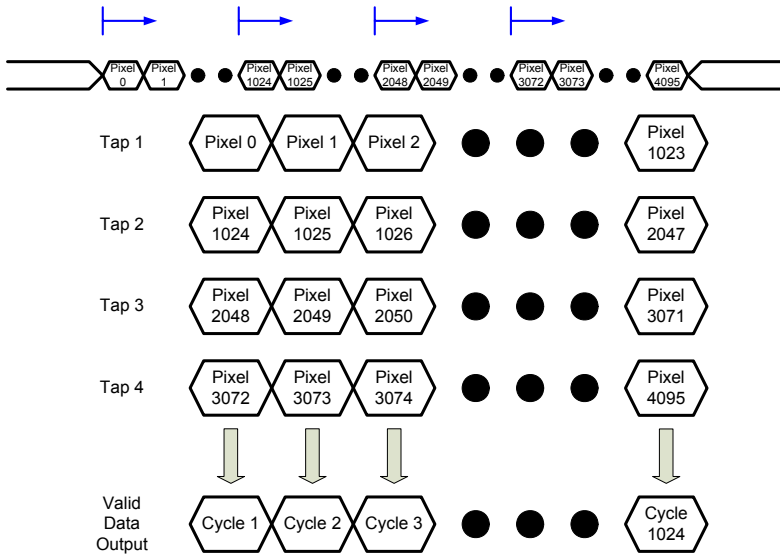 Pixel 0 Pixel 1 Pixel 1024 Pixel 1025 Pixel 2048 Pixel 2049 Pixel 3072 Pixel 3073 Pixel 4095
Tap 1 Pixel 0 Pixel 1 Pixel 2 Pixel 1023
Tap 2 Pixel 1024 Pixel 1025 Pixel 1026 Pixel 2047
Tap 3 Pixel 2048 Pixel 2049 Pixel 2050 Pixel 3071
Tap 4 Pixel 3072 Pixel 3073 Pixel 3074 Pixel 4095
Valid Data Output Cycle 1 Cycle 2 Cycle 3 Cycle 1024